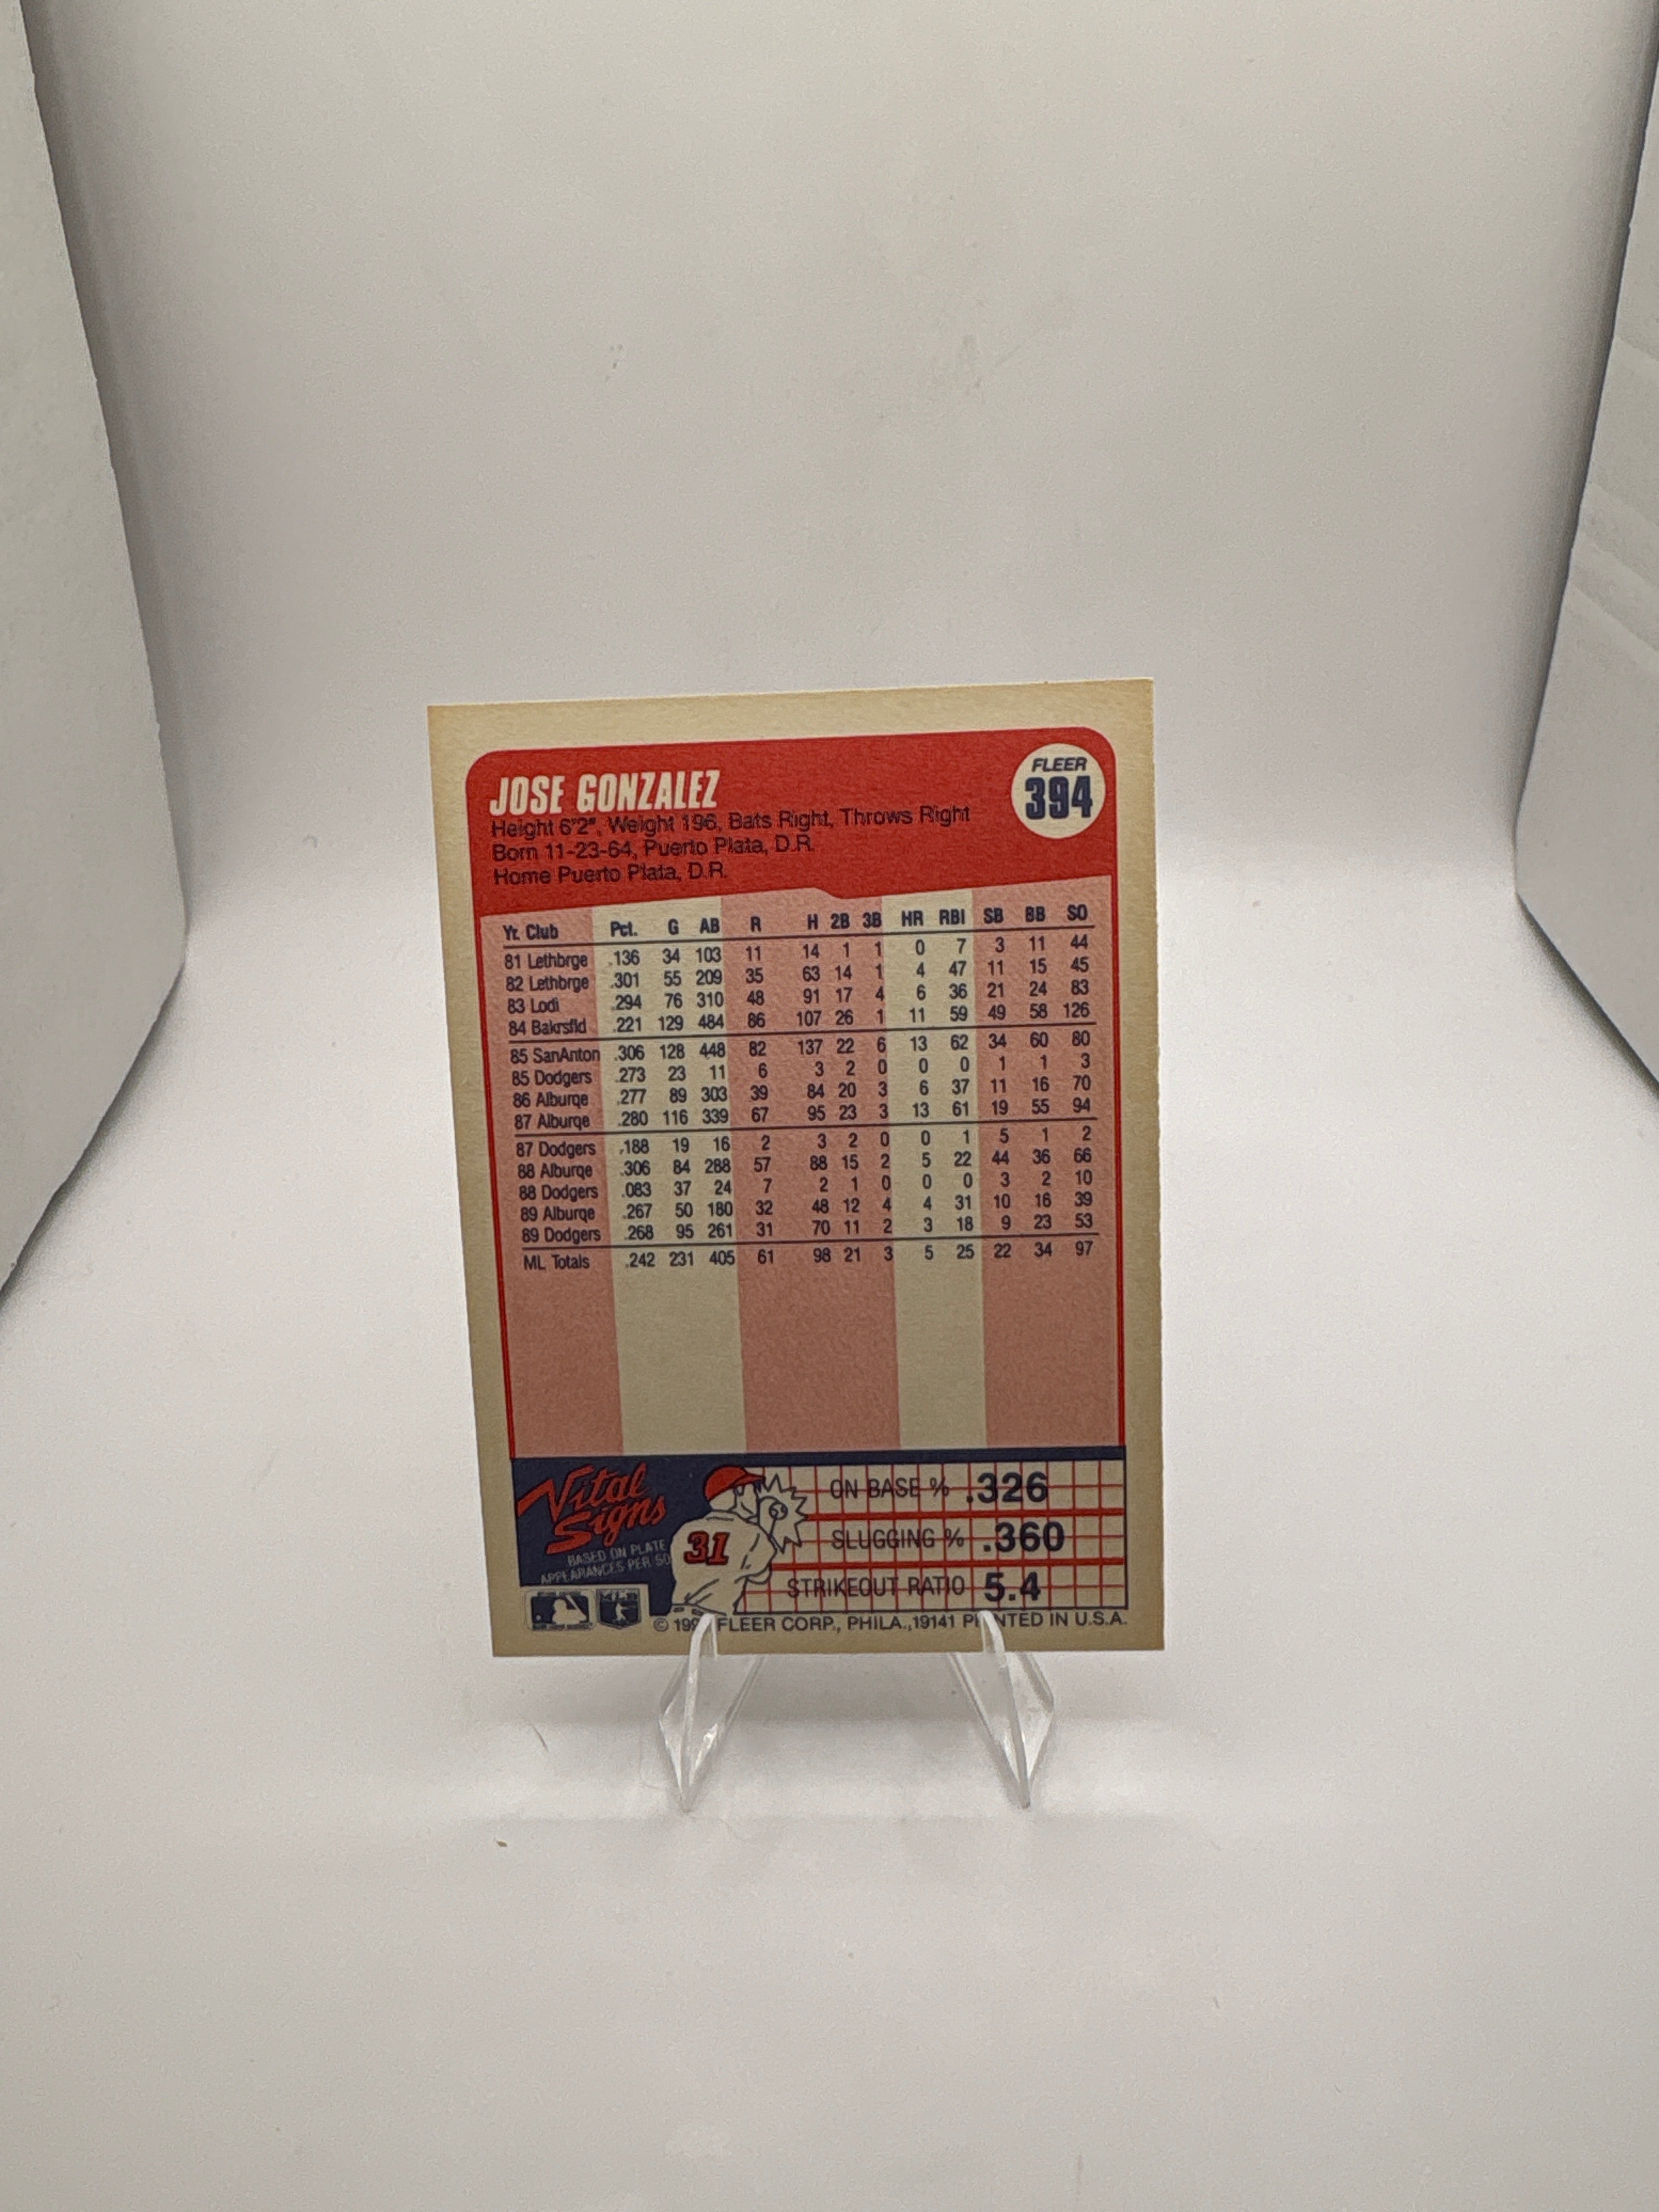 JOSE GONZALEZ
FLEER
394
Height 6'2", Weight 196, Bats Right, Throws Right
Born 11-23-64, Puerto Plata, D.R.
Home Puerto Plata, D.R.
Yr. Club Pct. G AB R H 2B 3B HR RBI SB BB SO
81 Lethbrge .136 34 103 11 14 1 1 0 7 3 11 44
82 Lethbrge .301 55 209 35 63 14 1 4 47 11 15 45
83 Lodi .294 76 310 48 91 17 4 6 36 21 24 83
84 Bakrsfld .221 129 484 86 107 26 1 11 59 49 58 126
85 SanAnton .306 128 448 82 137 22 6 13 62 34 60 80
85 Dodgers .273 23 11 6 3 2 0 0 0 1 1 3
86 Alburqe .277 89 303 39 84 20 3 6 37 11 16 70
87 Alburqe .280 116 339 67 95 23 3 13 61 19 55 94
87 Dodgers .188 19 16 2 3 2 0 0 1 5 1 2
88 Alburqe .306 84 288 57 88 15 2 5 22 44 36 66
88 Dodgers .083 37 24 7 2 1 0 0 0 3 2 10
89 Alburqe .267 50 180 32 48 12 4 4 31 10 16 39
89 Dodgers .268 95 261 31 70 11 2 3 18 9 23 53
ML Totals .242 231 405 61 98 21 3 5 25 22 34 97
Vital
Signs
BASED ON PLATE
APPEARANCES PER SO
31
ON BASE % .326
SLUGGING % .360
STRIKEOUT RATIO 5.4
© FLEER CORP., PHILA., 19141 IN U.S.A.